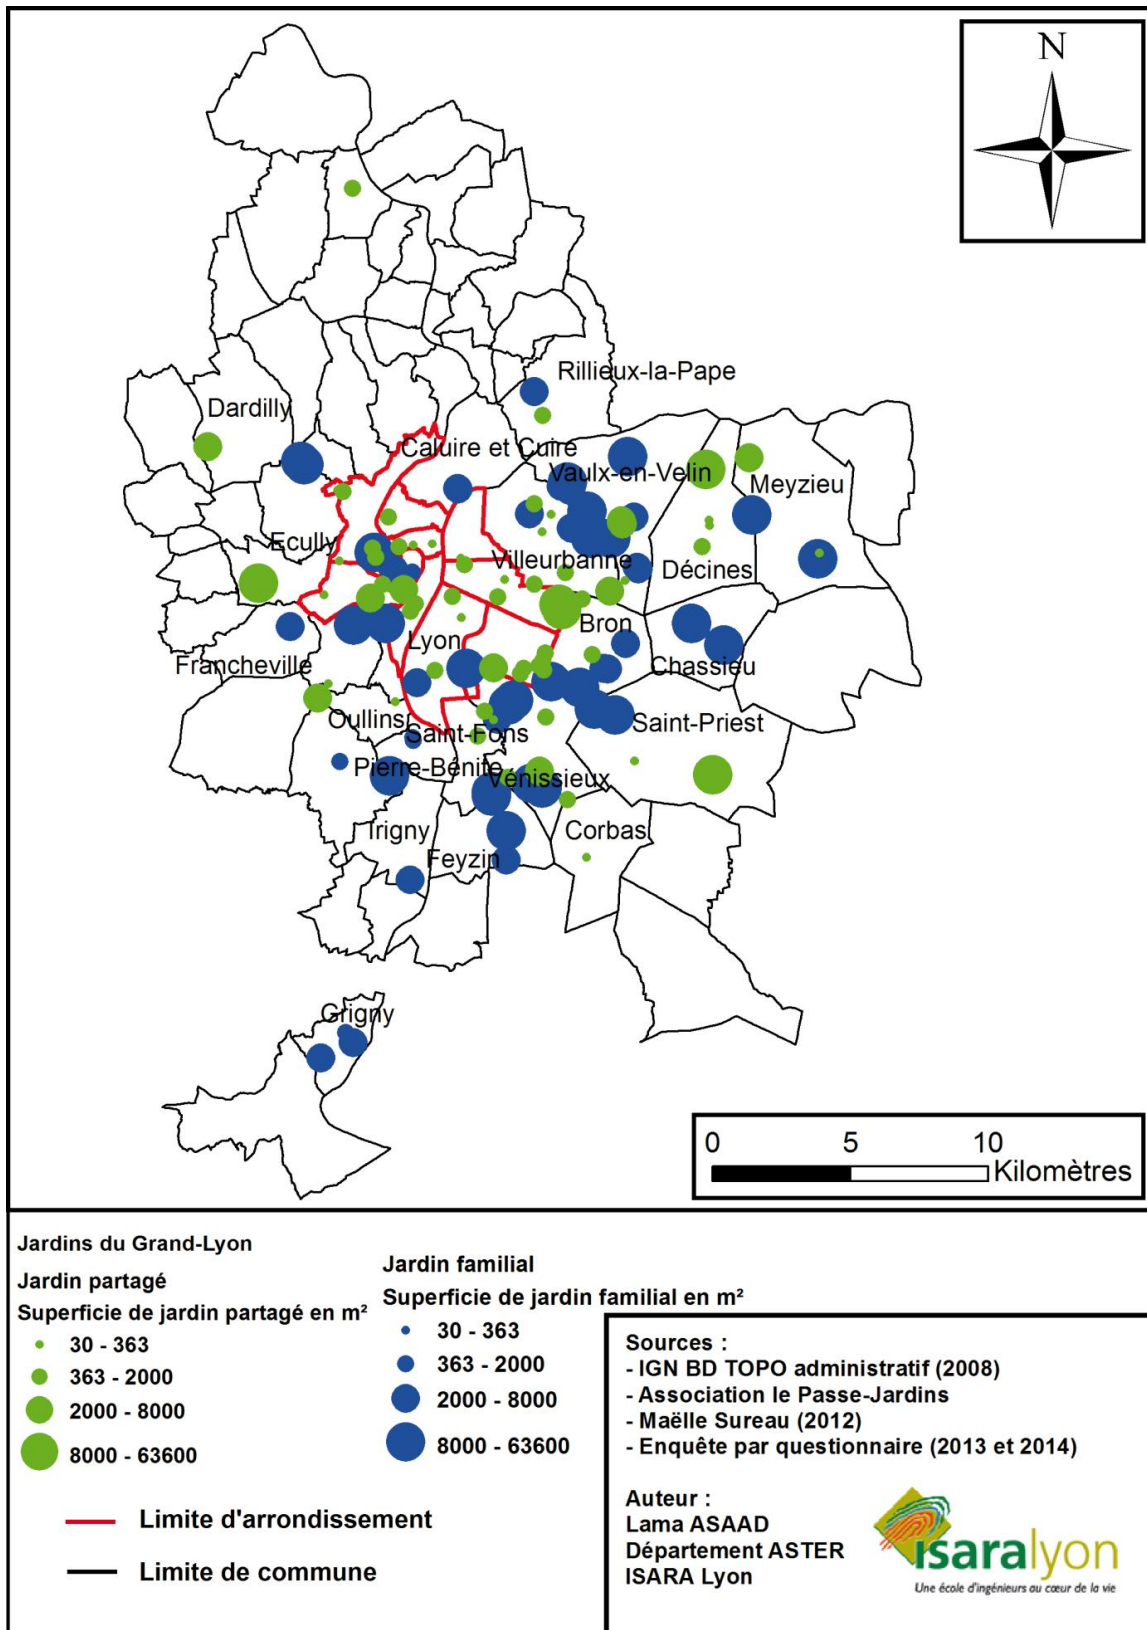 N
Rillieux-la-Pape
Dardilly
Caluire et Cuire
Vaulx-en-Velin
Meyzieu
Ecully
Villeurbanne
Décines
Bron
Lyon
Francheville
Chassieu
Oullins
Saint-Priest
Saint-Fons
Pierre-Bénite
Vénissieux
Irigny
Corbas
Feyzin
Grigny
0 5 10
Kilomètres
Jardins du Grand-Lyon
Jardin partagé
Superficie de jardin partagé en m²
30 - 363
363 - 2000
2000 - 8000
8000 - 63600
Jardin familial
Superficie de jardin familial en m²
30 - 363
363 - 2000
2000 - 8000
8000 - 63600
Limite d'arrondissement
Limite de commune
Sources :
- IGN BD TOPO administratif (2008)
- Association le Passe-Jardins
- Maëlle Sureau (2012)
- Enquête par questionnaire (2013 et 2014)
Auteur :
Lama ASAAD
Département ASTER
ISARA Lyon
isaralyon
Une école d'ingénieurs au cœur de la vie